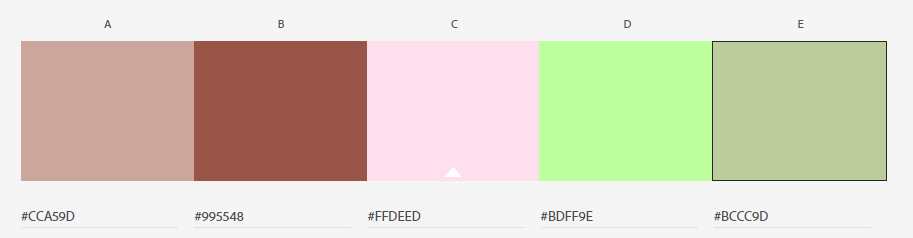 A B C D E
#CCA59D #995548 #FFDEED #BDFF9E #BCCC9D